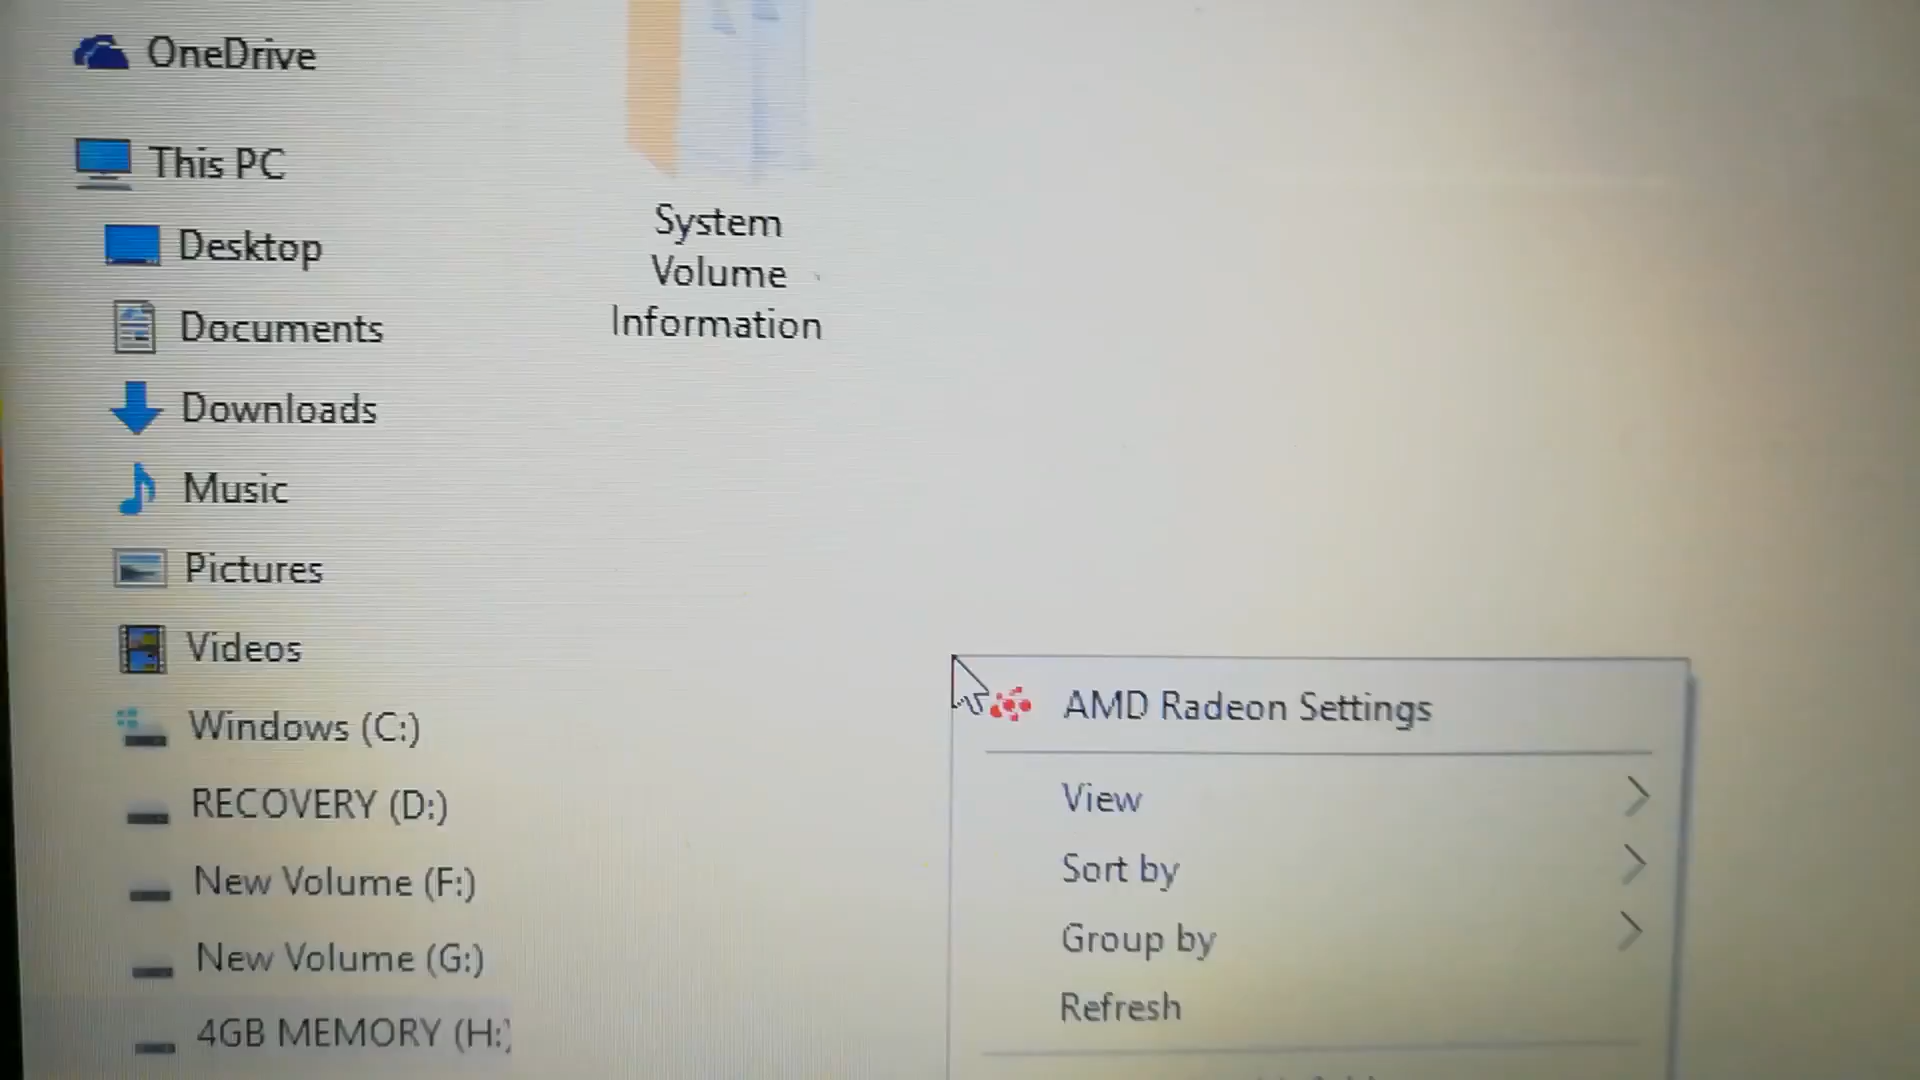 OneDrive
This PC
Desktop
Documents
Downloads
Music
Pictures
Videos
Windows (C:)
RECOVERY (D:)
New Volume (F:)
New Volume (G:)
4GB MEMORY (H:)
System
Volume
Information
AMD Radeon Settings
View
Sort by
Group by
Refresh